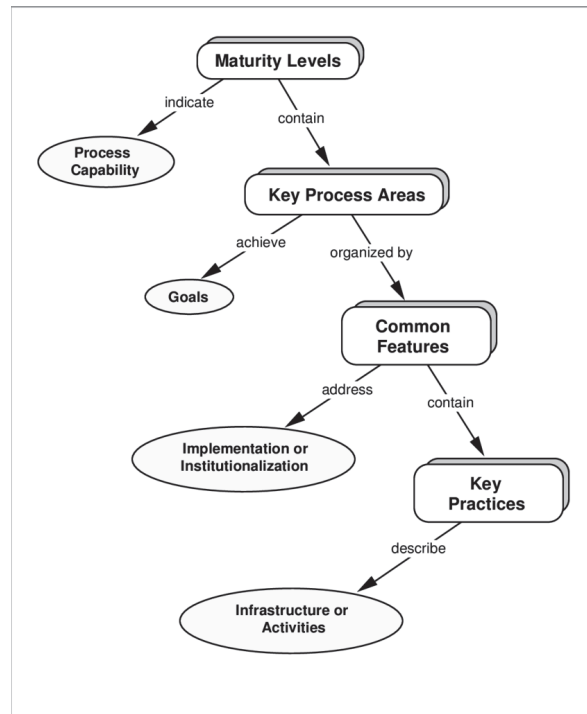 Maturity Levels
indicate
contain
Process
Capability
Key Process Areas
achieve
organized by
Goals
Common
Features
address
contain
Implementation or
Institutionalization
Key
Practices
describe
Infrastructure or
Activities